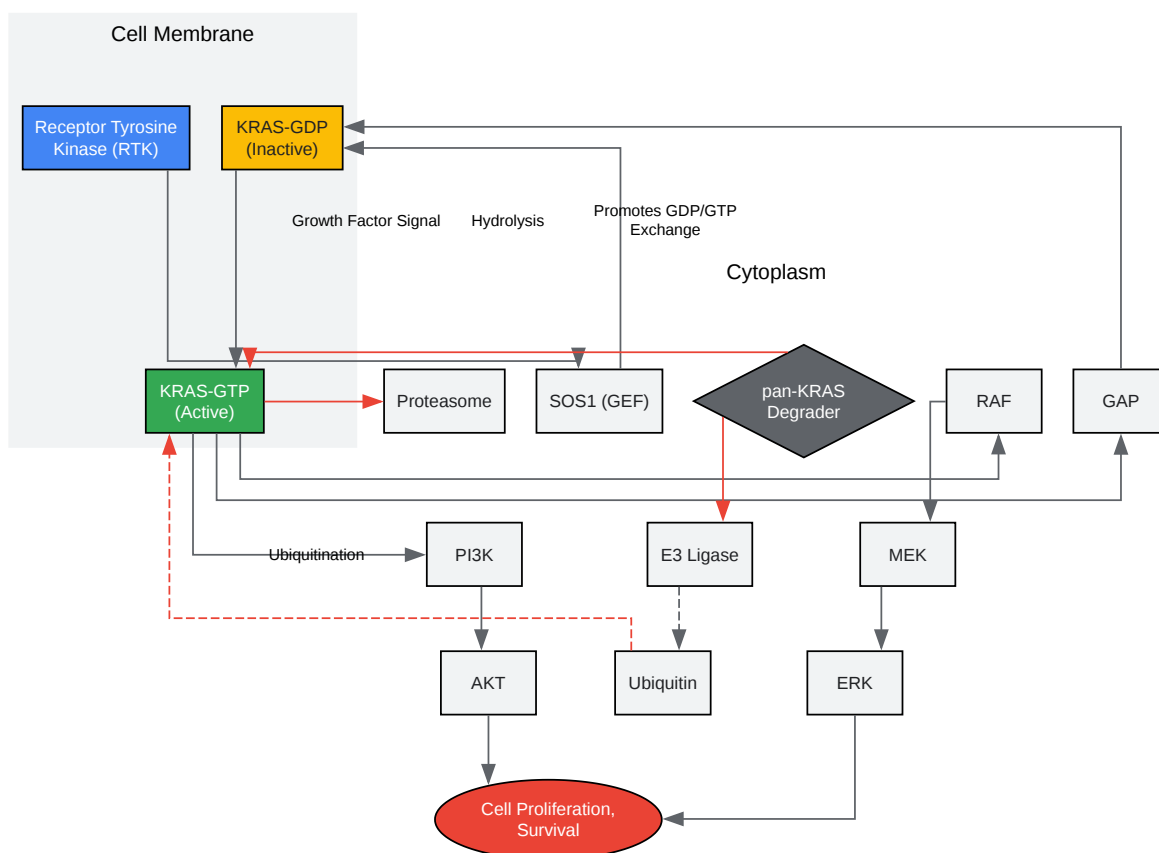 Cell Membrane
Receptor Tyrosine
Kinase (RTK)
KRAS-GDP
(Inactive)
Growth Factor Signal
Hydrolysis
Promotes GDP/GTP
Exchange
Cytoplasm
KRAS-GTP
(Active)
Proteasome
SOS1 (GEF)
pan-KRAS
Degrader
RAF
GAP
Ubiquitination
PI3K
E3 Ligase
MEK
AKT
Ubiquitin
ERK
Cell Proliferation,
Survival